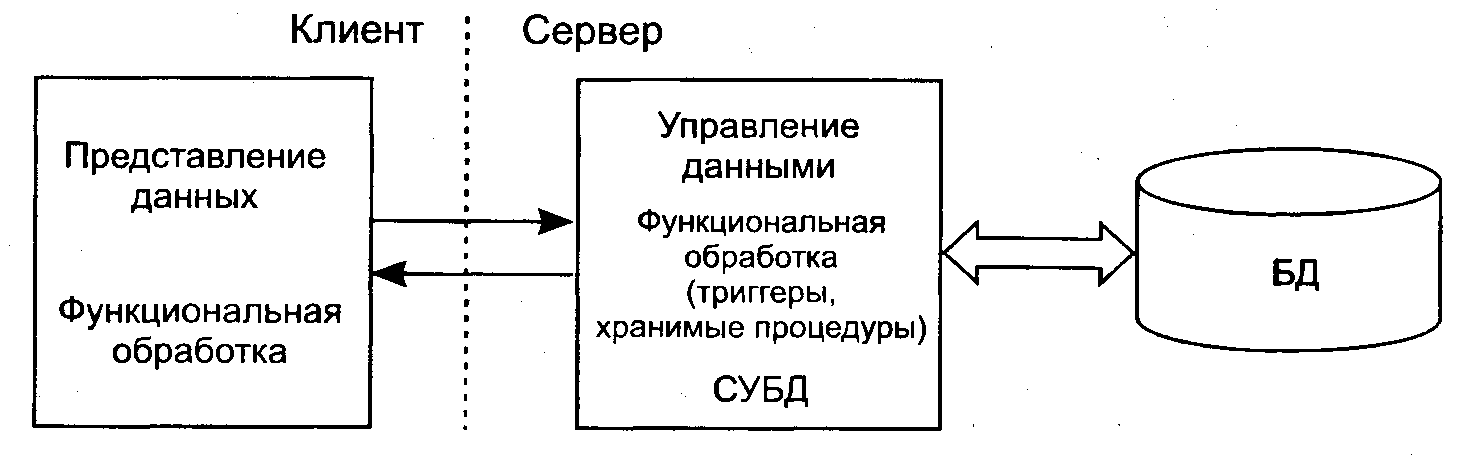 Клиент
Сервер
Представление
данных
Функциональная
обработка
Управление
данными
Функциональная
обработка
(триггеры,
хранимые процедуры)
СУБД
БД